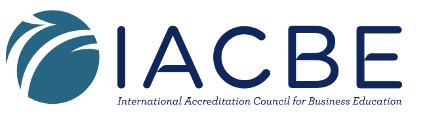 IACBE
International Accreditation Council for Business Education